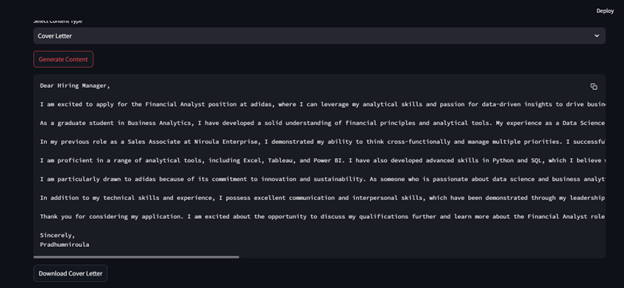 Deploy
Select Content Type
Cover Letter
Generate Content
Dear Hiring Manager,
I am excited to apply for the Financial Analyst position at adidas, where I can leverage my analytical skills and passion for data-driven insights to drive busin
As a graduate student in Business Analytics, I have developed a solid understanding of financial principles and analytical tools. My experience as a Data Science
In my previous role as a Sales Associate at Niroula Enterprise, I demonstrated my ability to think cross-functionally and manage multiple priorities. I successfu
I am proficient in a range of analytical tools, including Excel, Tableau, and Power BI. I have also developed advanced skills in Python and SQL, which I believe
I am particularly drawn to adidas because of its commitment to innovation and sustainability. As someone who is passionate about data science and business analyt
In addition to my technical skills and experience, I possess excellent communication and interpersonal skills, which have been demonstrated through my leadership
Thank you for considering my application. I am excited about the opportunity to discuss my qualifications further and learn more about the Financial Analyst role
Sincerely,
Pradhumniroula
Download Cover Letter